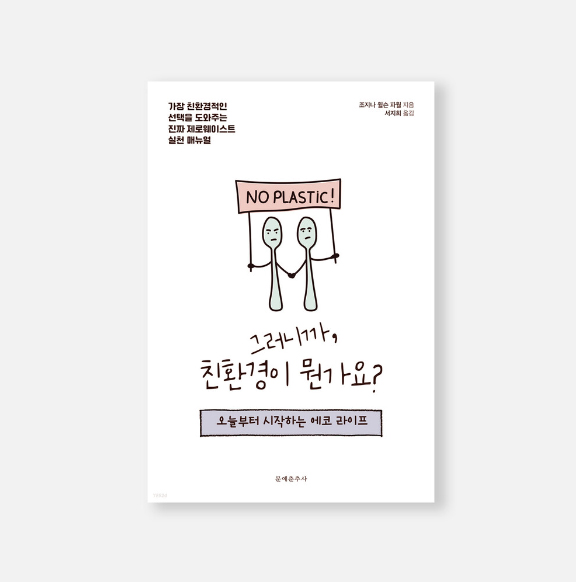 가장 친환경적인
선택을 도와주는
진짜 제로웨이스트
실천 매뉴얼
조지나 윌슨 파월 지음
서지희 옮김
NO PLASTIC!
그러니까,
친환경이 뭔가요?
오늘부터 시작하는 에코 라이프
문예춘추사